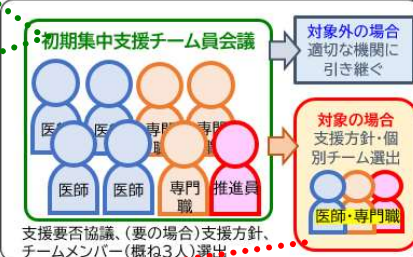 初期集中支援チーム員会議
対象外の場合
適切な機関に
引き継ぐ
医師
医師
専門
職
推進員
対象の場合
支援方針・個
別チーム選出
医師・専門職
支援要否協議、(要の場合)支援方針、
チームメンバー(概ね3人)選出